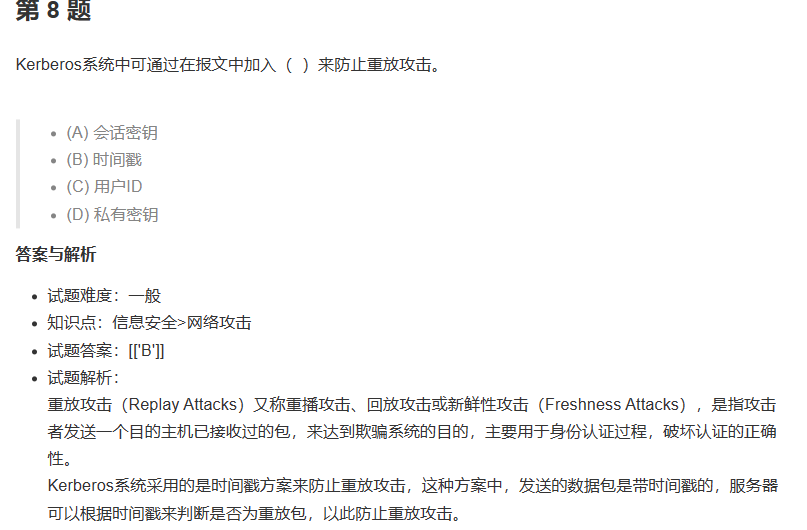 第 8 题
Kerberos系统中可通过在报文中加入（  ）来防止重放攻击。
(A) 会话密钥
(B) 时间戳
(C) 用户ID
(D) 私有密钥
答案与解析
试题难度：一般
知识点：信息安全>网络攻击
试题答案：[['B']]
试题解析：
重放攻击（Replay Attacks）又称重播攻击、回放攻击或新鲜性攻击（Freshness Attacks），是指攻击
者发送一个目的主机已接收过的包，来达到欺骗系统的目的，主要用于身份认证过程，破坏认证的正确
性。
Kerberos系统采用的是时间戳方案来防止重放攻击，这种方案中，发送的数据包是带时间戳的，服务器
可以根据时间戳来判断是否为重放包，以此防止重放攻击。